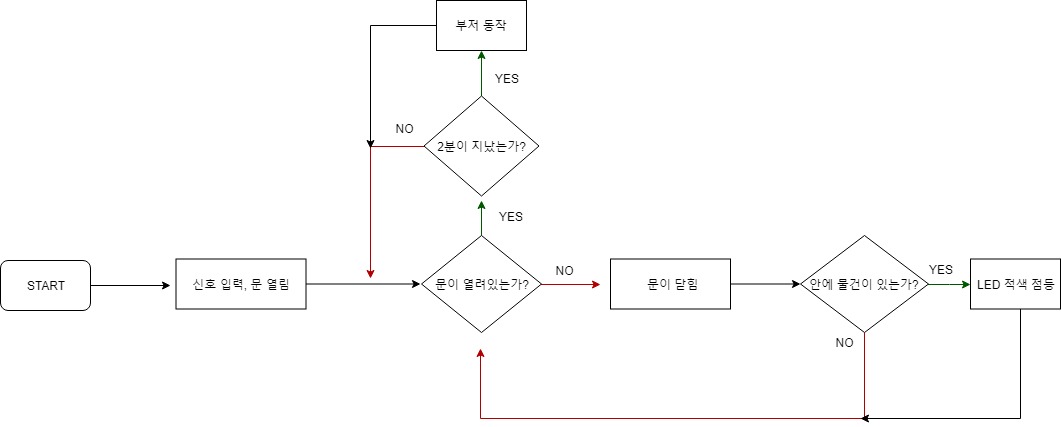 부저 동작
YES
NO
2분이 지났는가?
YES
START
신호 입력, 문 열림
문이 열려있는가?
NO
문이 닫힘
안에 물건이 있는가?
YES
LED 적색 점등
NO